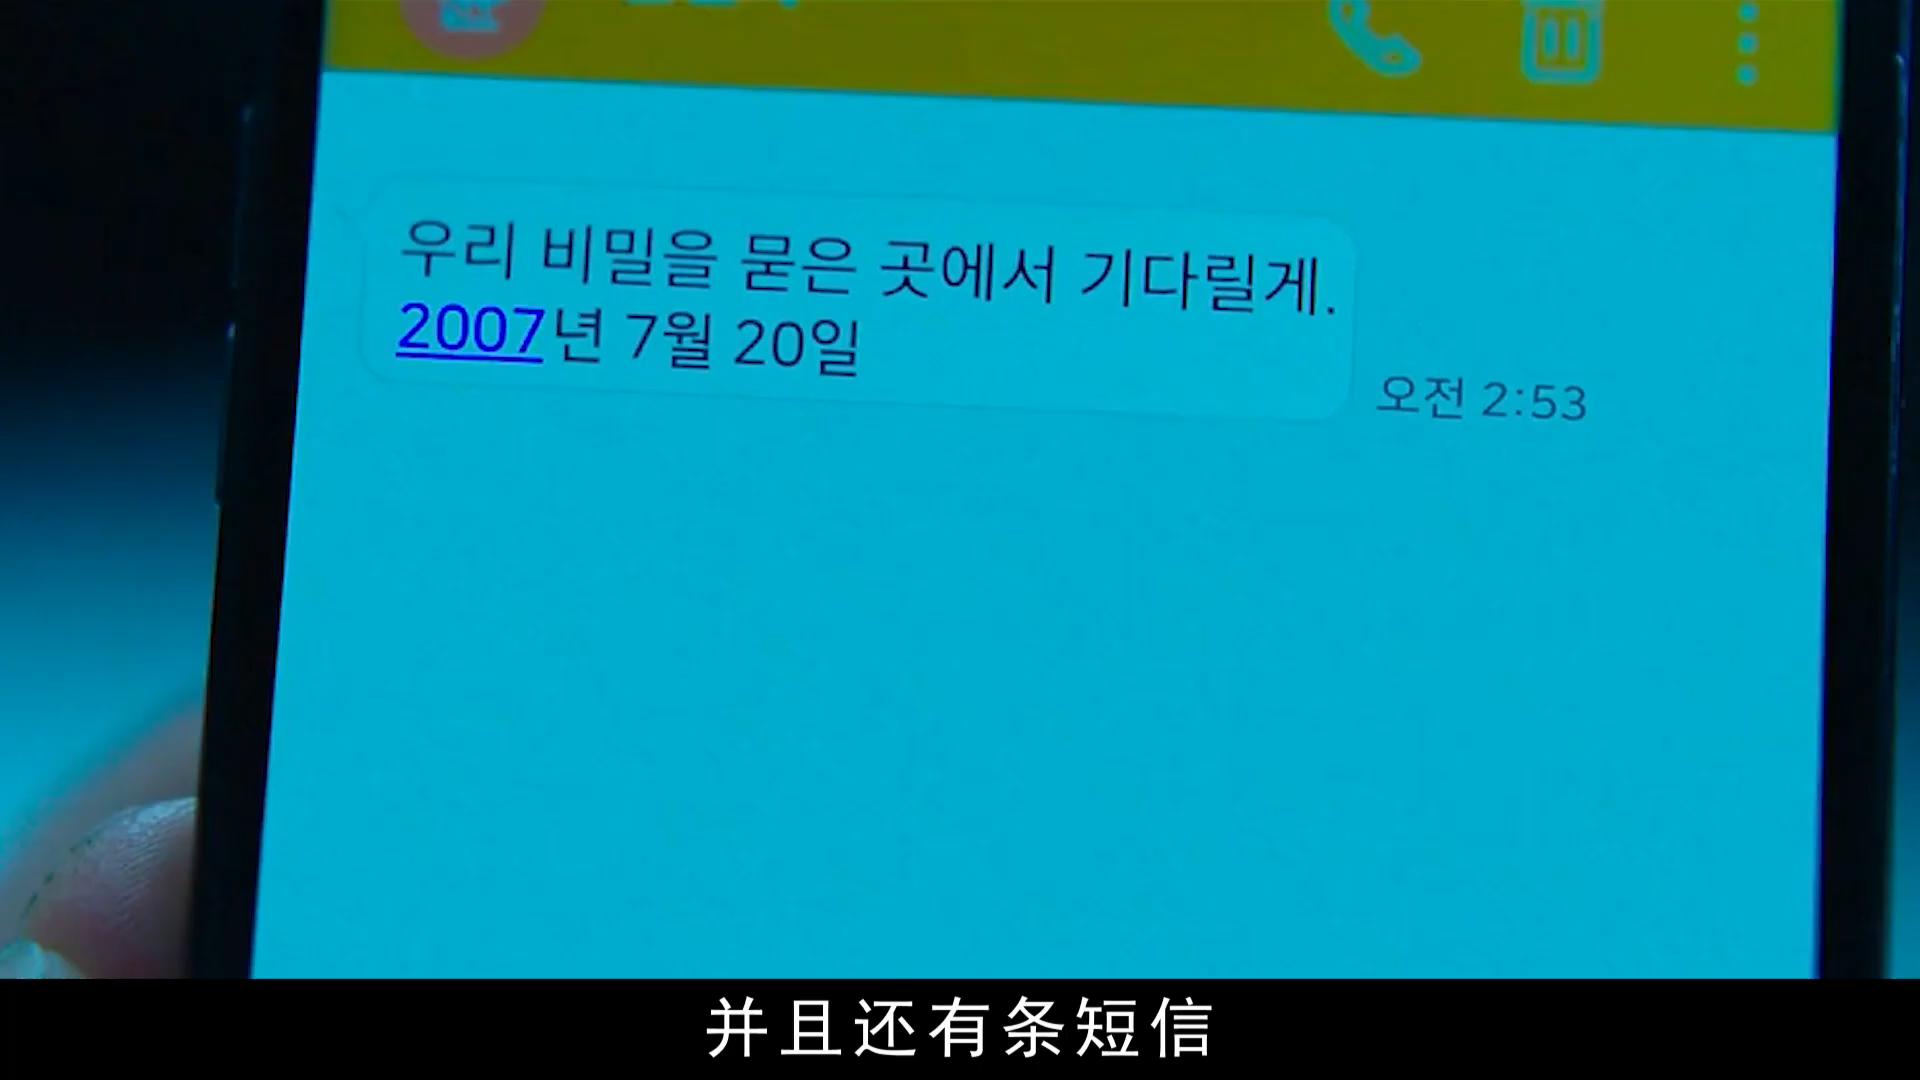 우리 비밀을 묻은 곳에서 기다릴게.
2007년 7월 20일
오전 2:53
并且还有条短信